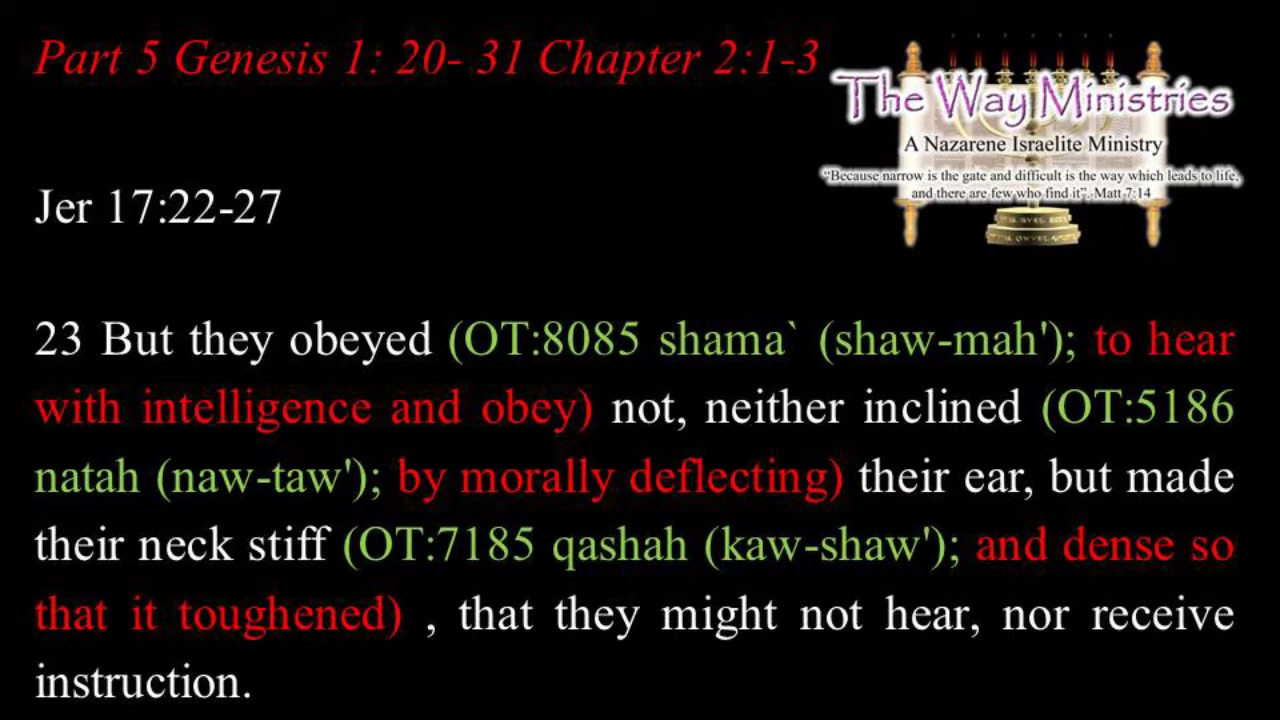 Part 5 Genesis 1: 20- 31 Chapter 2:1-3
The Way Ministries
A Nazarene Israelite Ministry
"Because narrow is the gate and difficult is the way which leads to life,
and there are few who find it". Matt 7:14
Jer 17:22-27
23 But they obeyed (OT:8085 shama` (shaw-mah'); to hear
with intelligence and obey) not, neither inclined (OT:5186
natah (naw-taw'); by morally deflecting) their ear, but made
their neck stiff (OT:7185 qashah (kaw-shaw'); and dense so
that it toughened) , that they might not hear, nor receive
instruction.